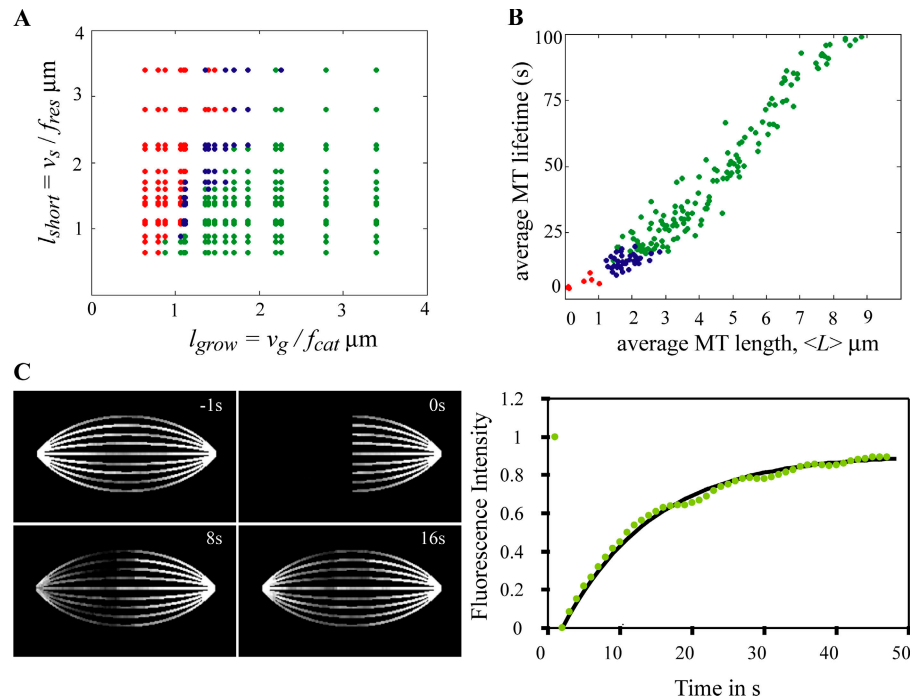 A
4
3
2
1
0
1
2
3
4
l_short = v_s / f_res μm
l_grow = v_g / f_cat μm
B
100
75
50
25
0
0 1 2 3 4 5 6 7 8 9
average MT lifetime (s)
average MT length, <L> μm
C
-1s
0s
8s
16s
1.2
1
0.8
0.6
0.4
0.2
0
0 10 20 30 40 50
Fluorescence Intensity
Time in s